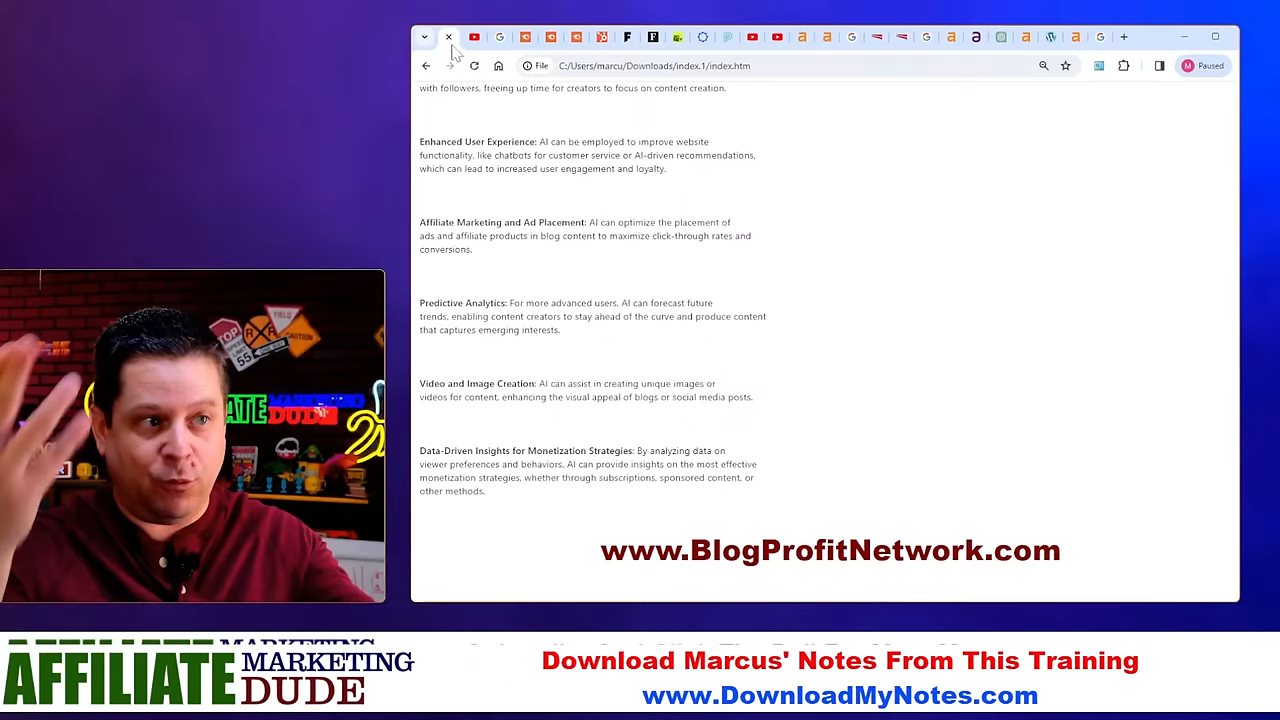 File
C:/Users/marcu/Downloads/index.1/index.htm
M
Paused
with followers, freeing up time for creators to focus on content creation.
Enhanced User Experience: AI can be employed to improve website
functionality, like chatbots for customer service or AI-driven recommendations,
which can lead to increased user engagement and loyalty.
Affiliate Marketing and Ad Placement: AI can optimize the placement of
ads and affiliate products in blog content to maximize click-through rates and
conversions.
Predictive Analytics: For more advanced users, AI can forecast future
trends, enabling content creators to stay ahead of the curve and produce content
that captures emerging interests.
Video and Image Creation: AI can assist in creating unique images or
videos for content, enhancing the visual appeal of blogs or social media posts.
Data-Driven Insights for Monetization Strategies: By analyzing data on
viewer preferences and behaviors, AI can provide insights on the most effective
monetization strategies, whether through subscriptions, sponsored content, or
other methods.
www.BlogProfitNetwork.com
YIELD
TOP
R R
CAUTION
SPEED
55
ATE MARKETING
DUDE
AFFILIATE MARKETING
DUDE
Download Marcus' Notes From This Training
www.DownloadMyNotes.com